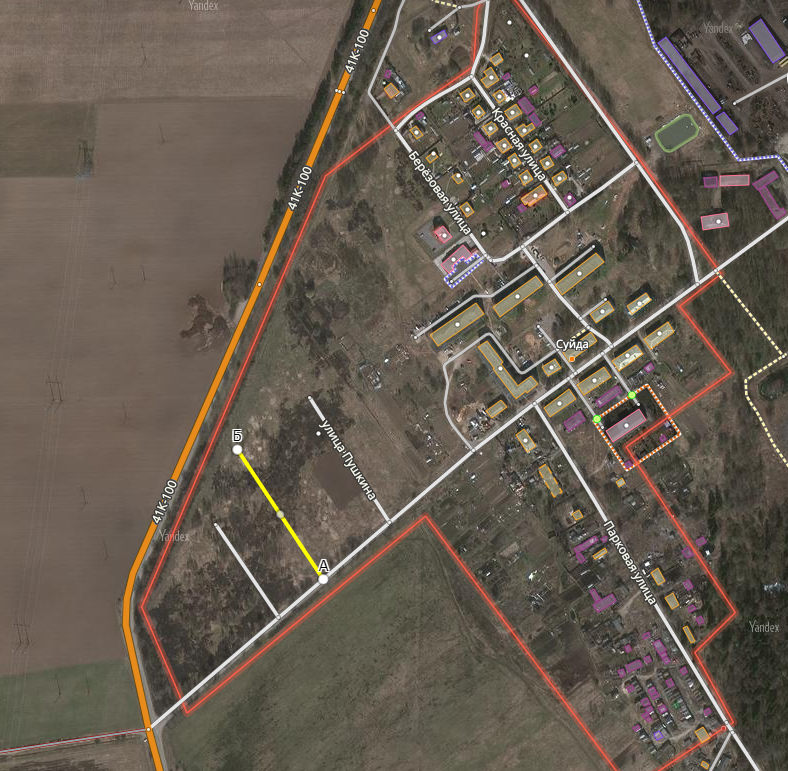 Yandex
41К-100
Yandex
Красная улица
Берёзовая улица
41К-100
Суйда
Б
улица Пушкина
41К-100
Yandex
Парковая улица
А
Yandex